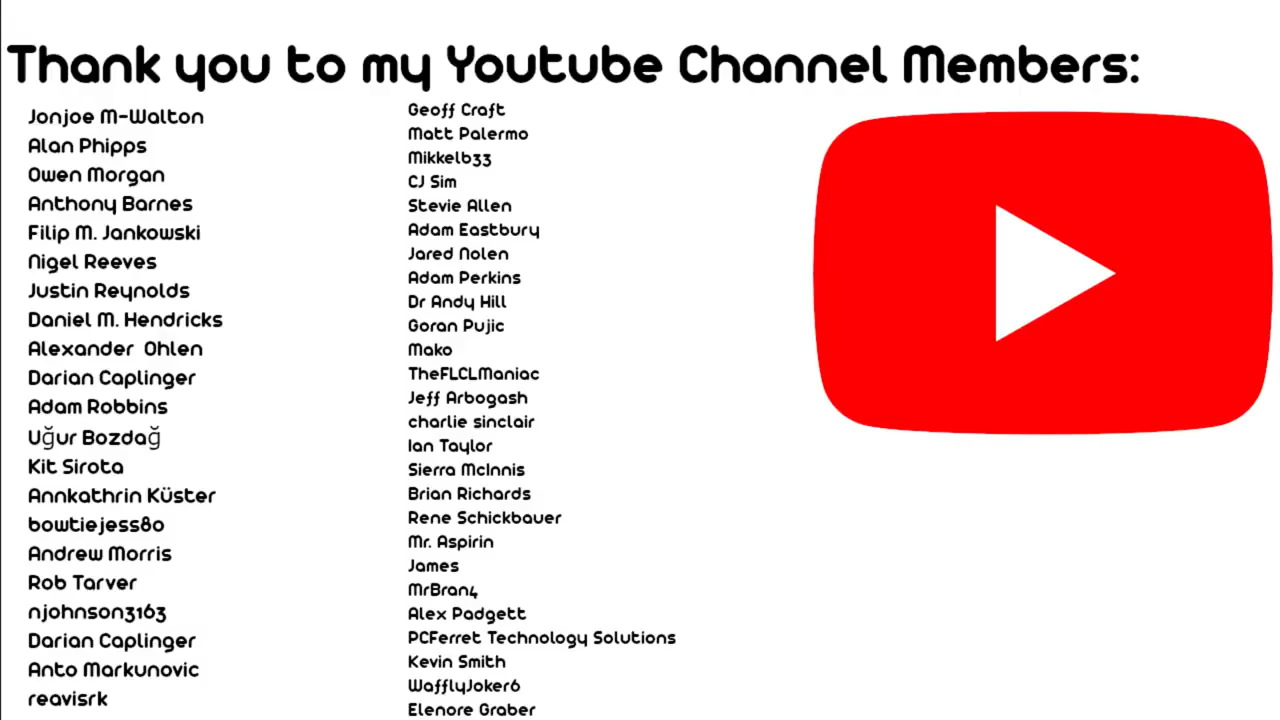 Thank you to my Youtube Channel Members:
Jonjoe M-Walton
Alan Phipps
Owen Morgan
Anthony Barnes
Filip M. Jankowski
Nigel Reeves
Justin Reynolds
Daniel M. Hendricks
Alexander Ohlen
Darian Caplinger
Adam Robbins
Uğur Bozdağ
Kit Sirota
Annkathrin Küster
bowtiejess80
Andrew Morris
Rob Tarver
njohnson3163
Darian Caplinger
Anto Markunovic
reavisrk
Geoff Craft
Matt Palermo
Mikkelb33
CJ Sim
Stevie Allen
Adam Eastbury
Jared Nolen
Adam Perkins
Dr Andy Hill
Goran Pujic
Mako
TheFLCLManiac
Jeff Arbogash
charlie sinclair
Ian Taylor
Sierra McInnis
Brian Richards
Rene Schickbauer
Mr. Aspirin
James
MrBran4
Alex Padgett
PCFerret Technology Solutions
Kevin Smith
WafflyJoker6
Elenore Graber